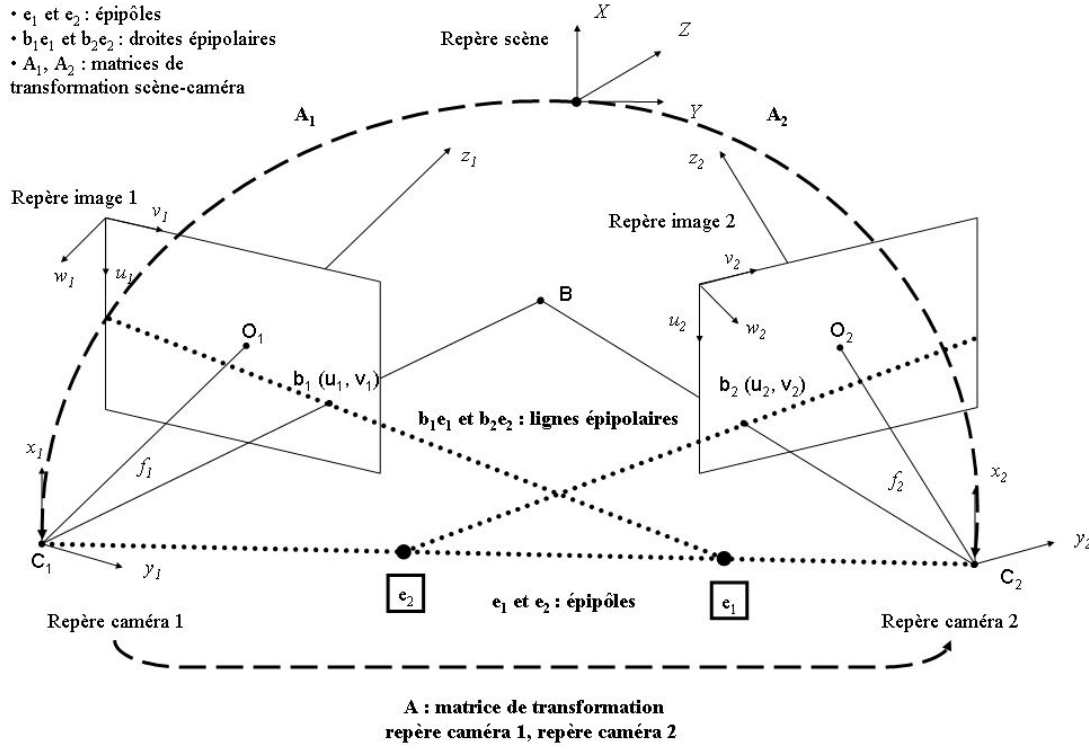 • e1 et e2 : épipôles
• b1e1 et b2e2 : droites épipolaires
• A1, A2 : matrices de
transformation scène-caméra
X
Repère scène
Z
A1
Y
A2
z1
z2
Repère image 1
v1
Repère image 2
w1
u1
v2
B
u2
w2
O1
O2
b1 (u1, v1)
b2 (u2, v2)
b1e1 et b2e2 : lignes épipolaires
x1
f1
f2
x2
y2
C1
y1
C2
e2
e1 et e2 : épipôles
e1
Repère caméra 1
Repère caméra 2
A : matrice de transformation
repère caméra 1, repère caméra 2